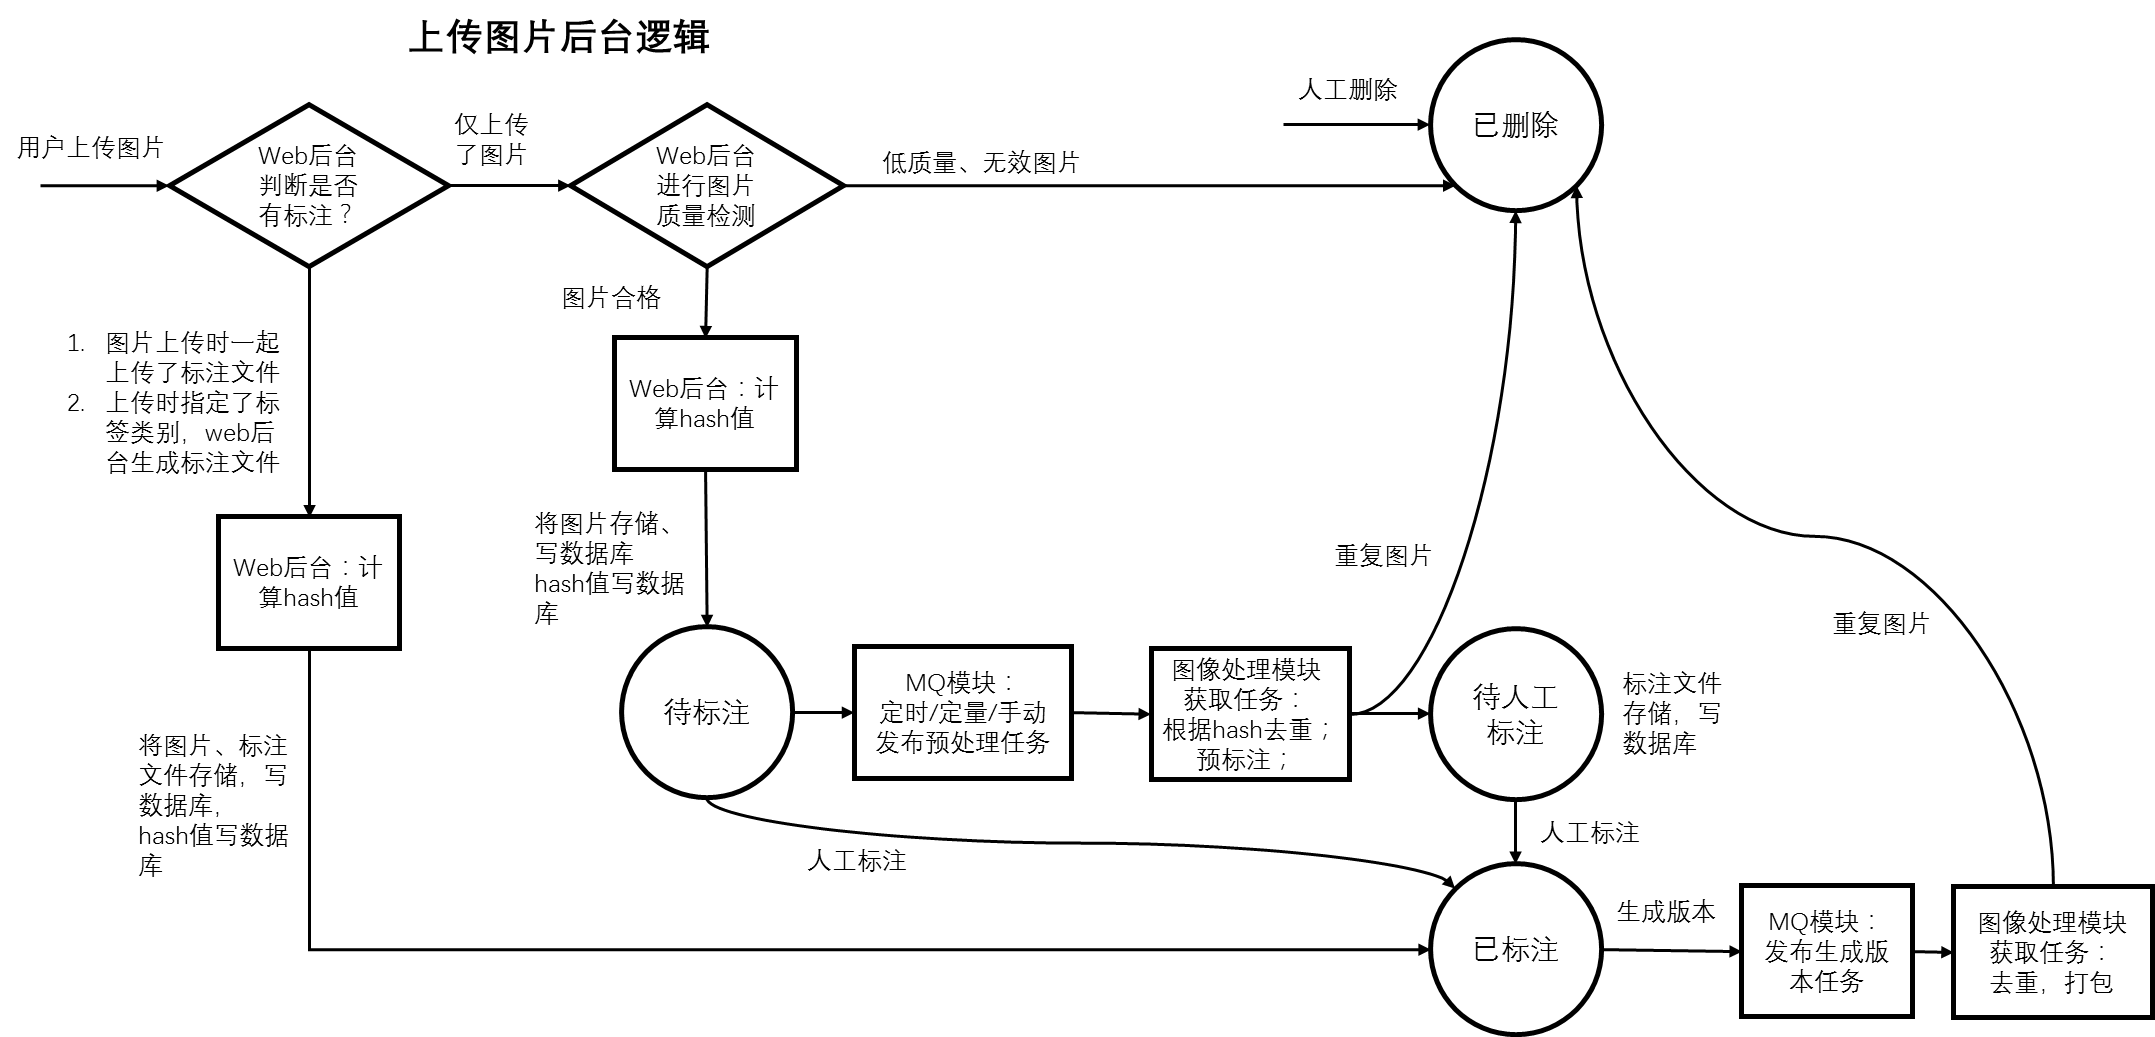 上传图片后台逻辑
用户上传图片
Web后台
判断是否
有标注？
仅上传
了图片
Web后台
进行图片
质量检测
低质量、无效图片
人工删除
已删除
图片合格
1. 图片上传时一起
上传了标注文件
2. 上传时指定了标
签类别，web后
台生成标注文件
Web后台：计
算hash值
将图片存储、
写数据库
hash值写数据
库
Web后台：计
算hash值
将图片、标注
文件存储，写
数据库，
hash值写数据
库
待标注
MQ模块：
定时/定量/手动
发布预处理任务
图像处理模块
获取任务：
根据hash去重；
预标注；
重复图片
待人工
标注
标注文件
存储，写
数据库
重复图片
人工标注
人工标注
已标注
生成版本
MQ模块：
发布生成版
本任务
图像处理模块
获取任务：
去重，打包